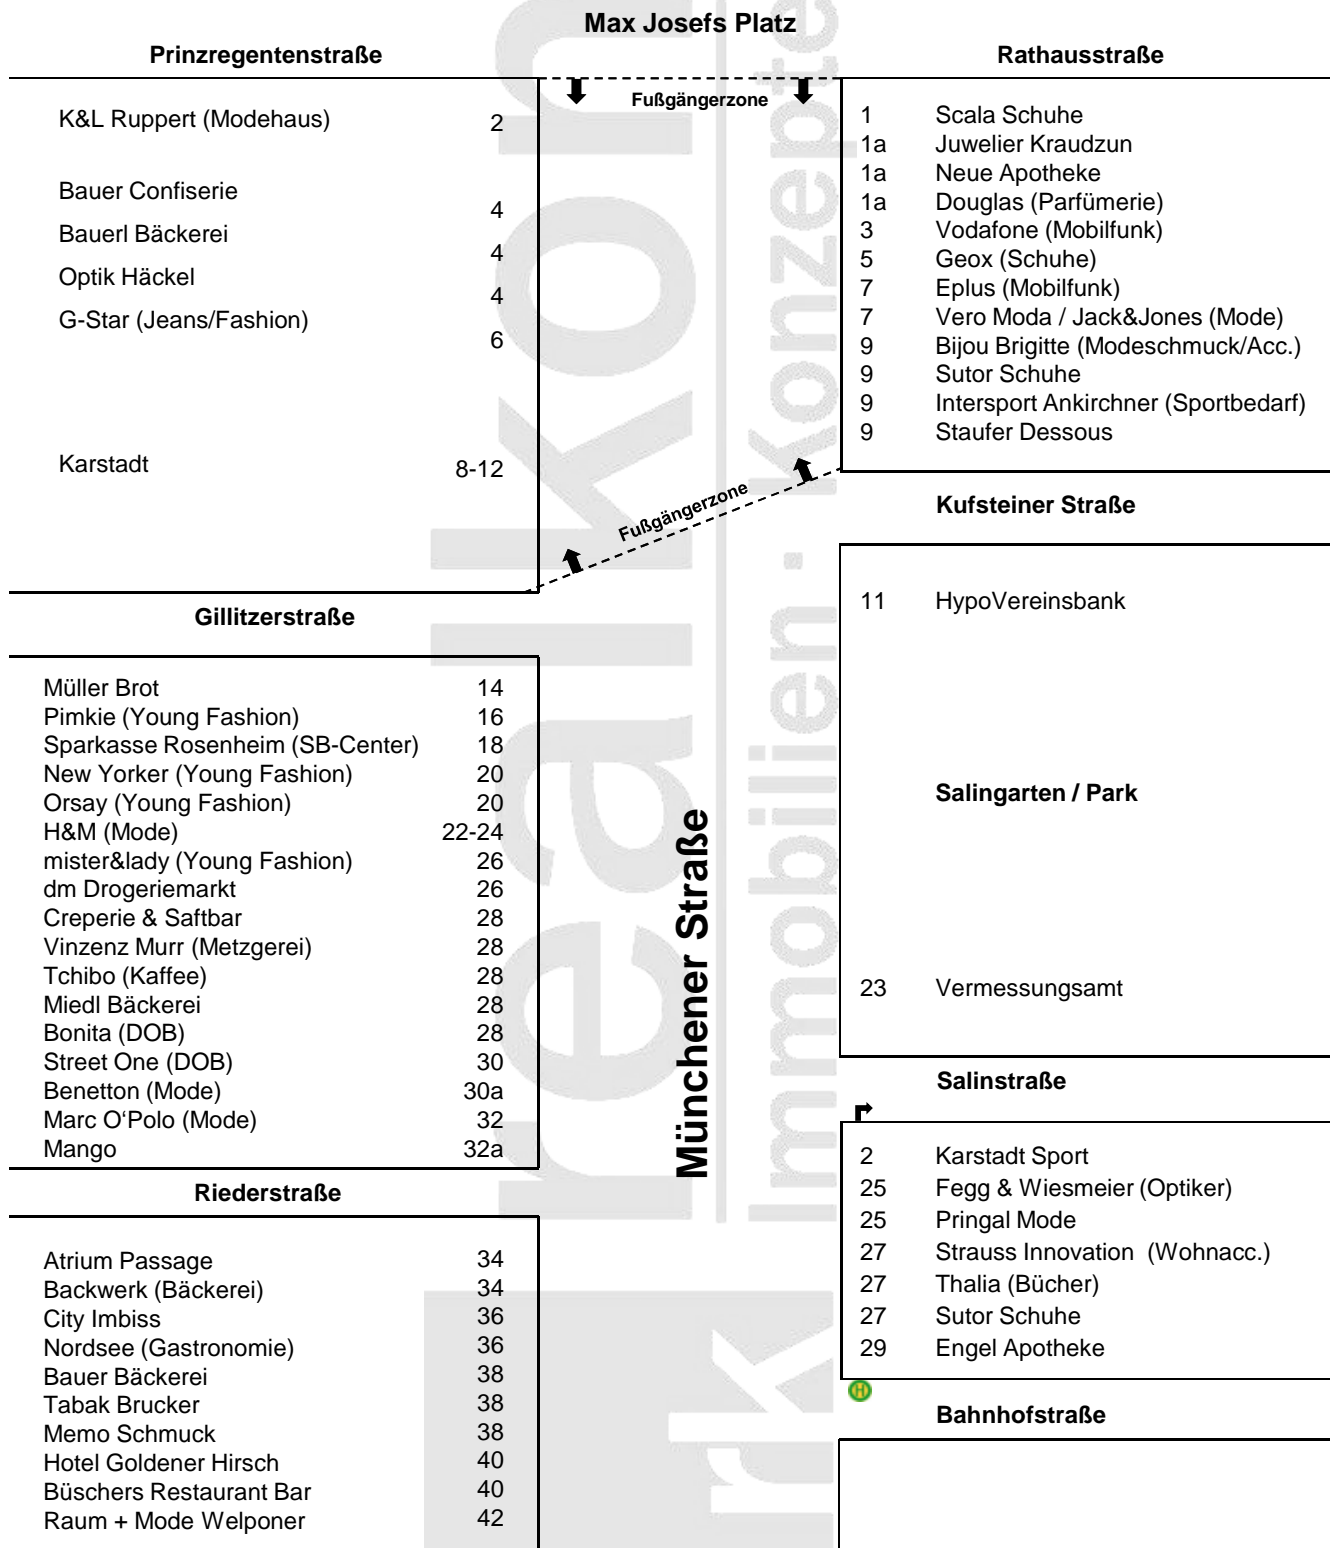 Max Josefs Platz
Prinzregentenstraße
Rathausstraße
Fußgängerzone
K&L Ruppert (Modehaus) 2
Bauer Confiserie 4
Bauerl Bäckerei 4
Optik Häckel 4
G-Star (Jeans/Fashion) 6
Karstadt 8-12
1 Scala Schuhe
1a Juwelier Kraudzun
1a Neue Apotheke
1a Douglas (Parfümerie)
3 Vodafone (Mobilfunk)
5 Geox (Schuhe)
7 Eplus (Mobilfunk)
7 Vero Moda / Jack&Jones (Mode)
9 Bijou Brigitte (Modeschmuck/Acc.)
9 Sutor Schuhe
9 Intersport Ankirchner (Sportbedarf)
9 Staufer Dessous
Fußgängerzone
Kufsteiner Straße
Gillitzerstraße
11 HypoVereinsbank
Salingarten / Park
23 Vermessungsamt
Müller Brot 14
Pimkie (Young Fashion) 16
Sparkasse Rosenheim (SB-Center) 18
New Yorker (Young Fashion) 20
Orsay (Young Fashion) 20
H&M (Mode) 22-24
mister&lady (Young Fashion) 26
dm Drogeriemarkt 26
Creperie & Saftbar 28
Vinzenz Murr (Metzgerei) 28
Tchibo (Kaffee) 28
Miedl Bäckerei 28
Bonita (DOB) 28
Street One (DOB) 30
Benetton (Mode) 30a
Marc O‘Polo (Mode) 32
Mango 32a
Münchener Straße
Salinstraße
2 Karstadt Sport
25 Fegg & Wiesmeier (Optiker)
25 Pringal Mode
27 Strauss Innovation (Wohnacc.)
27 Thalia (Bücher)
27 Sutor Schuhe
29 Engel Apotheke
H
Bahnhofstraße
Riederstraße
Atrium Passage 34
Backwerk (Bäckerei) 34
City Imbiss 36
Nordsee (Gastronomie) 36
Bauer Bäckerei 38
Tabak Brucker 38
Memo Schmuck 38
Hotel Goldener Hirsch 40
Büschers Restaurant Bar 40
Raum + Mode Welponer 42
real kon
Immobilien · Konzepte
rk